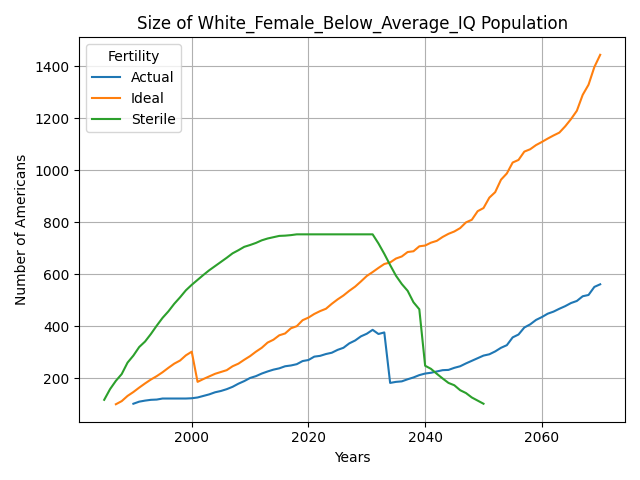 Size of White_Female_Below_Average_IQ Population
Fertility
Actual
Ideal
Sterile
Number of Americans
1400
1200
1000
800
600
400
200
2000
2020
2040
2060
Years